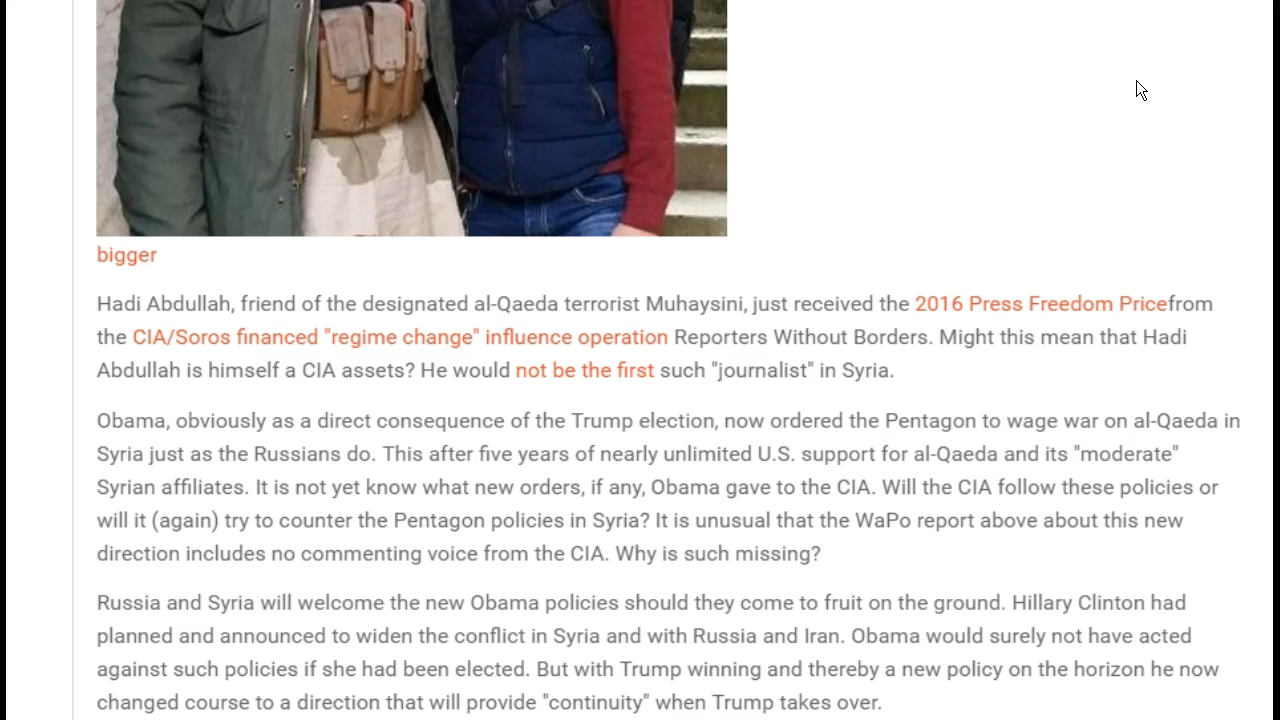 bigger
Hadi Abdullah, friend of the designated al-Qaeda terrorist Muhaysini, just received the 2016 Press Freedom Pricefrom
the CIA/Soros financed "regime change" influence operation Reporters Without Borders. Might this mean that Hadi
Abdullah is himself a CIA assets? He would not be the first such "journalist" in Syria.
Obama, obviously as a direct consequence of the Trump election, now ordered the Pentagon to wage war on al-Qaeda in
Syria just as the Russians do. This after five years of nearly unlimited U.S. support for al-Qaeda and its "moderate"
Syrian affiliates. It is not yet know what new orders, if any, Obama gave to the CIA. Will the CIA follow these policies or
will it (again) try to counter the Pentagon policies in Syria? It is unusual that the WaPo report above about this new
direction includes no commenting voice from the CIA. Why is such missing?
Russia and Syria will welcome the new Obama policies should they come to fruit on the ground. Hillary Clinton had
planned and announced to widen the conflict in Syria and with Russia and Iran. Obama would surely not have acted
against such policies if she had been elected. But with Trump winning and thereby a new policy on the horizon he now
changed course to a direction that will provide "continuity" when Trump takes over.